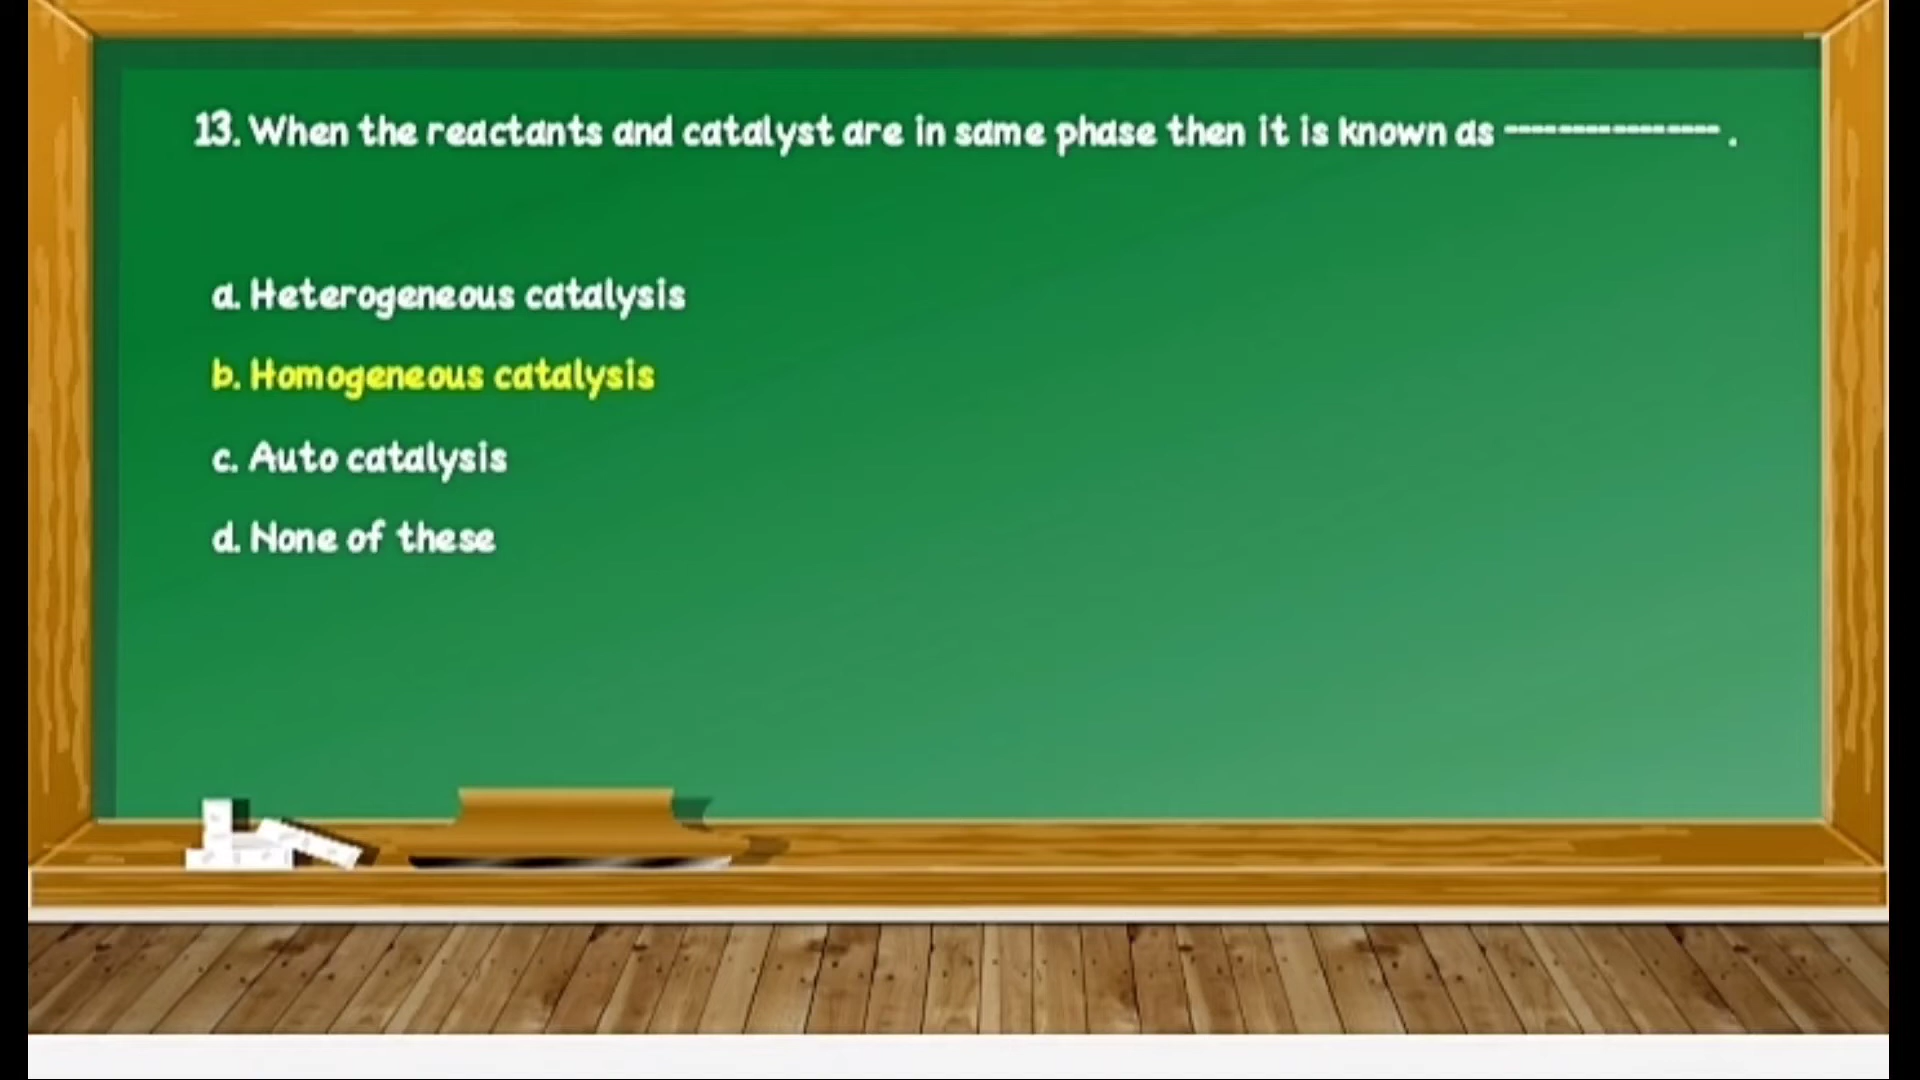 13. When the reactants and catalyst are in same phase then it is known as ---------------- .
a. Heterogeneous catalysis
b. Homogeneous catalysis
c. Auto catalysis
d. None of these